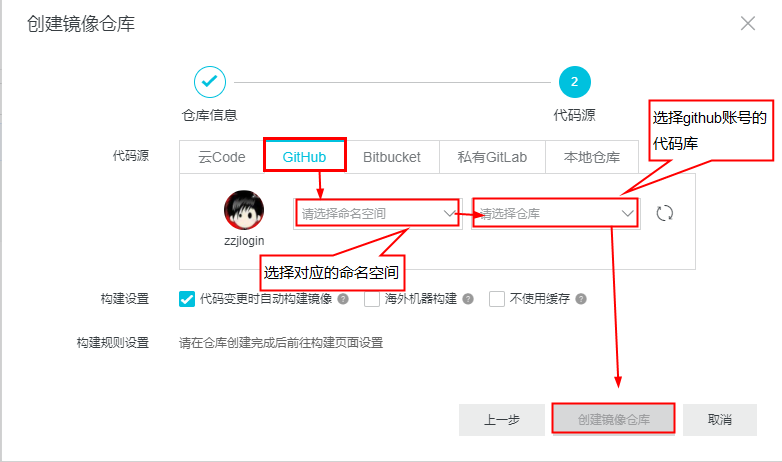 创建镜像仓库
2
仓库信息
代码源
选择github账号的
代码库
代码源
云Code
GitHub
Bitbucket
私有GitLab
本地仓库
请选择命名空间
请选择仓库
zzjlogin
选择对应的命名空间
构建设置
代码变更时自动构建镜像 ?
海外机器构建 ?
不使用缓存 ?
构建规则设置
请在仓库创建完成后前往构建页面设置
上一步
创建镜像仓库
取消